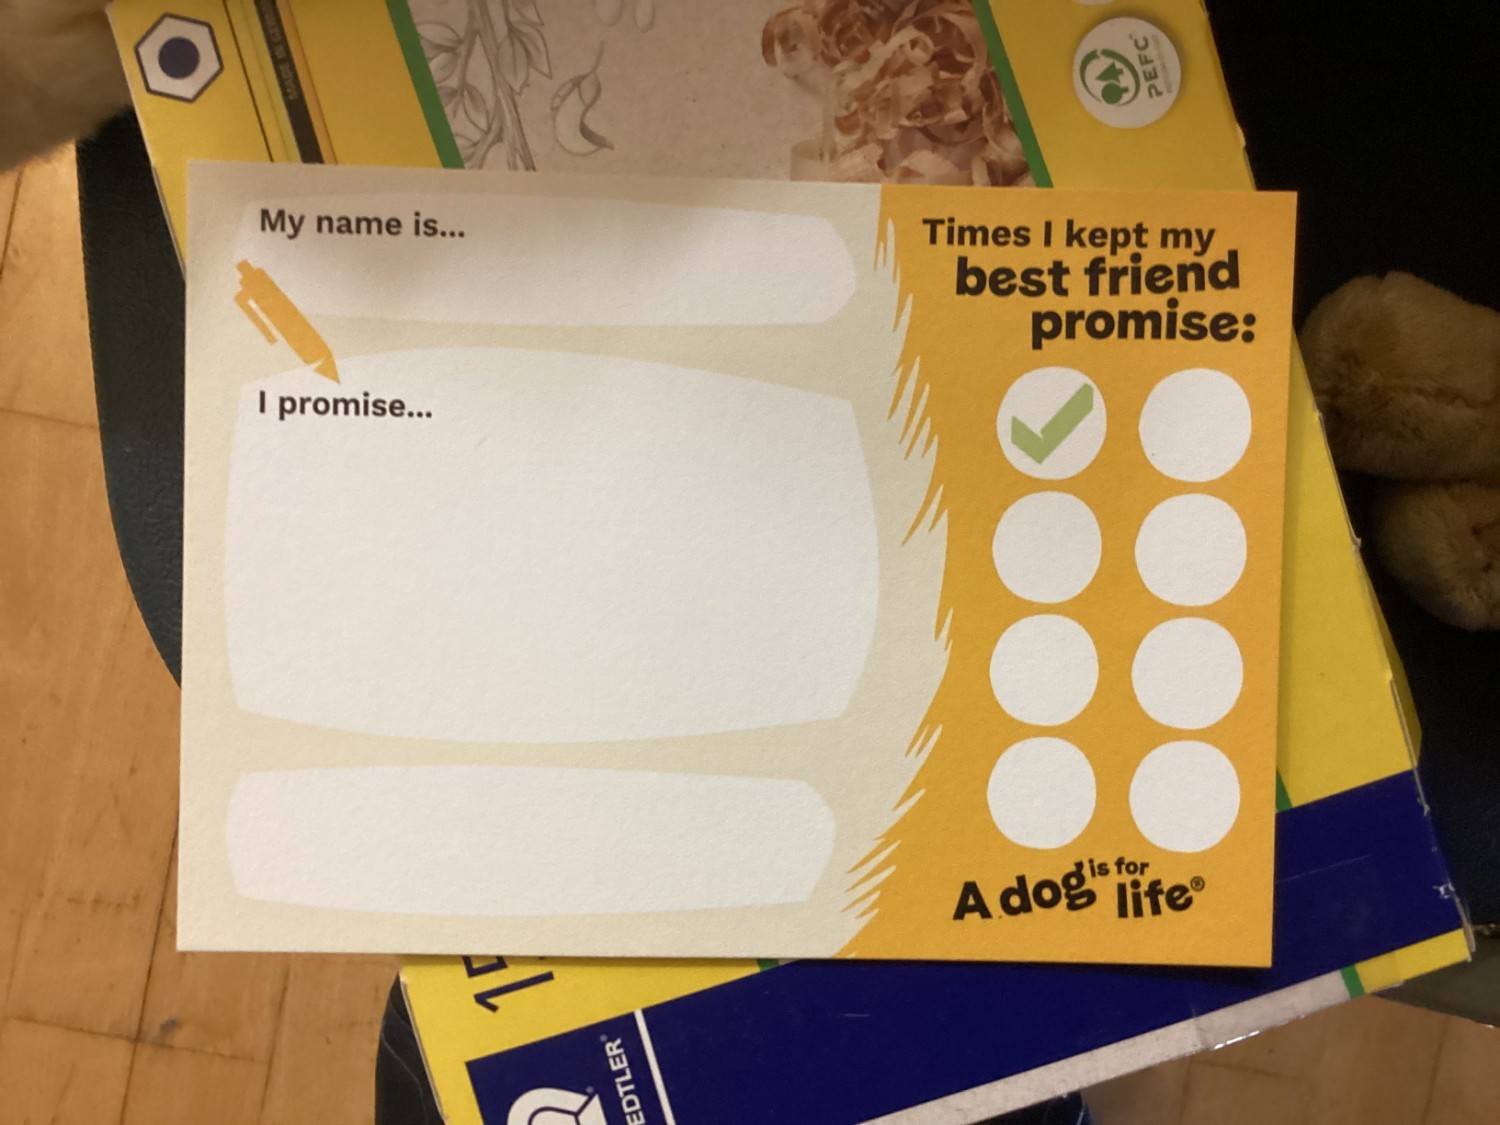 PEFC
My name is...
I promise...
Times I kept my
best friend
promise:
A dog is for
life®
EDTLER®